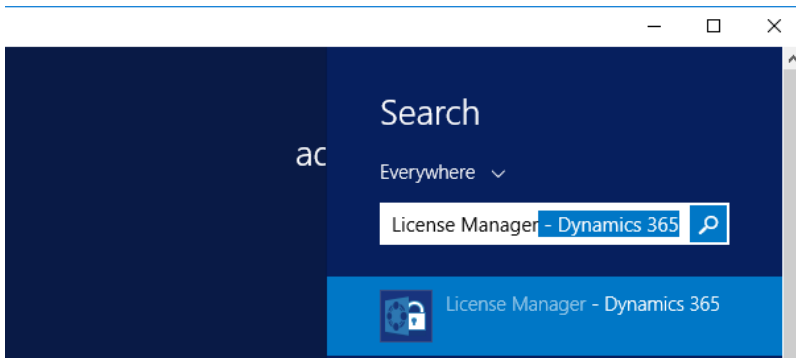 Search
ac
Everywhere
License Manager - Dynamics 365
License Manager - Dynamics 365